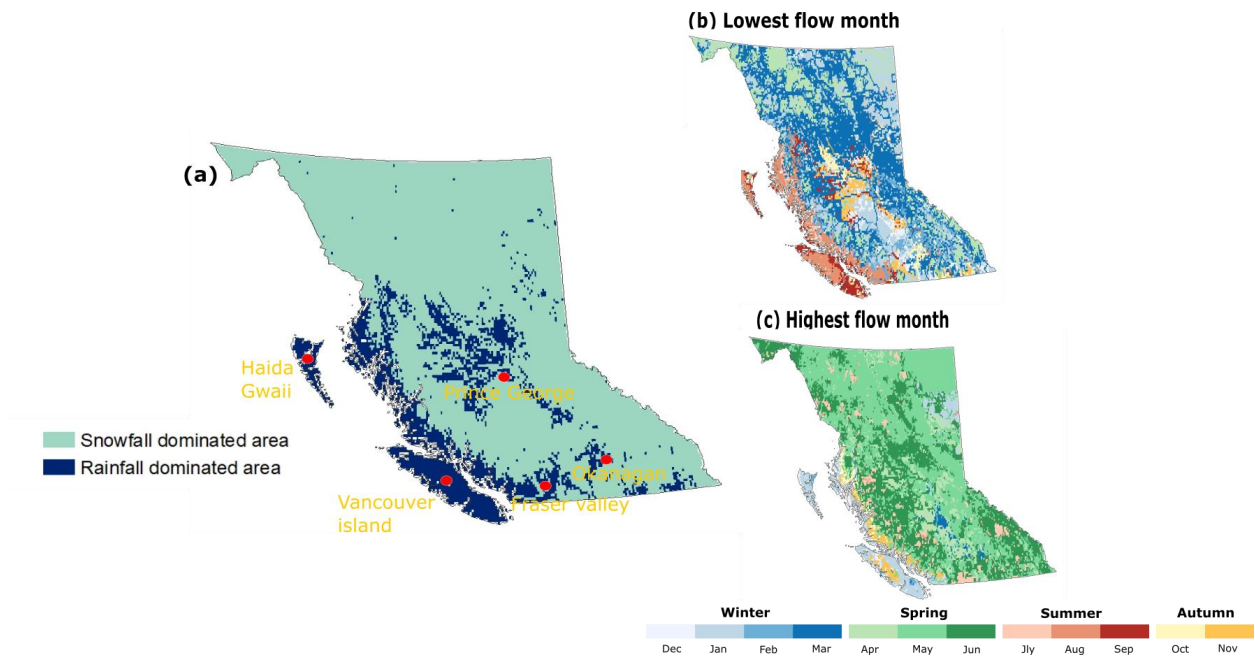 (b) Lowest flow month
(a)
Haida
Gwaii
Prince George
Snowfall dominated area
Rainfall dominated area
Okanagan
Vancouver
island
Fraser valley
(c) Highest flow month
Winter Spring Summer Autumn
Dec Jan Feb Mar Apr May Jun Jly Aug Sep Oct Nov